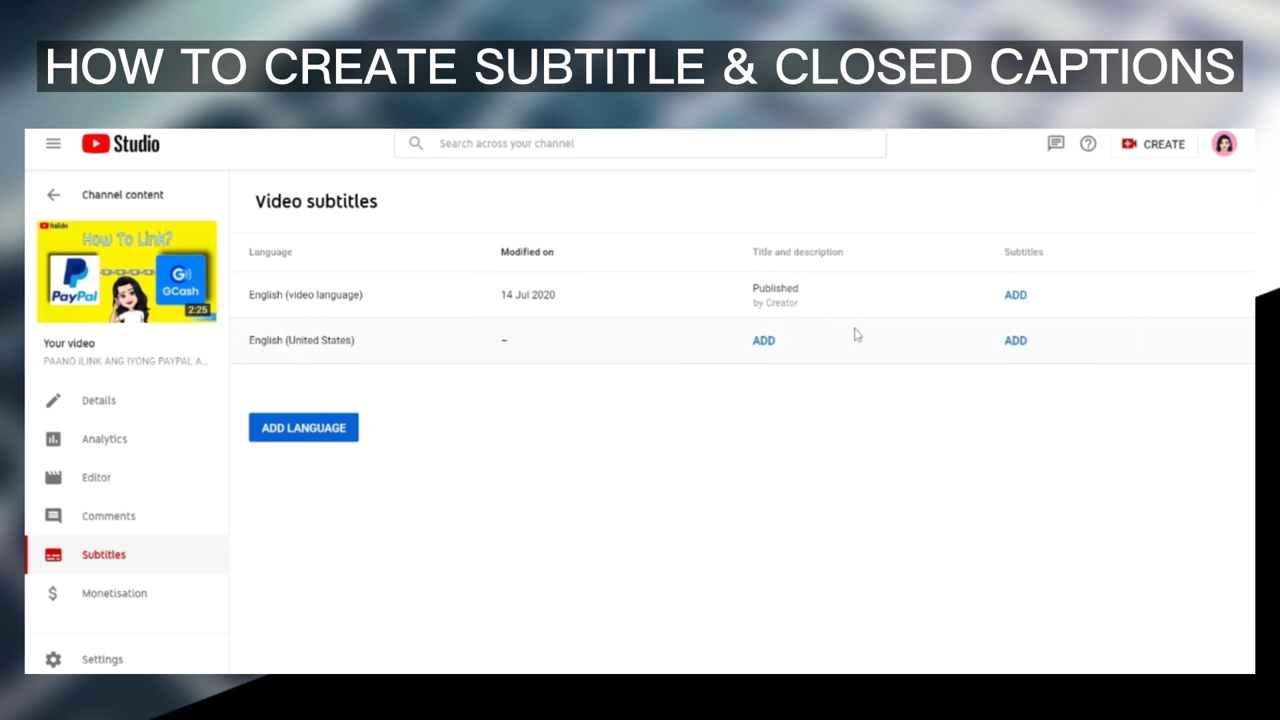 HOW TO CREATE SUBTITLE & CLOSED CAPTIONS
Studio
Search across your channel
CREATE
Channel content
YouTube
How To Link?
PayPal
GCash
2:25
Your video
PAANO ILINK ANG IYONG PAYPAL A...
Details
Analytics
Editor
Comments
Subtitles
Monetisation
Settings
Video subtitles
Language Modified on Title and description Subtitles
English (video language) 14 Jul 2020 Published ADD
by Creator
English (United States) – ADD ADD
ADD LANGUAGE